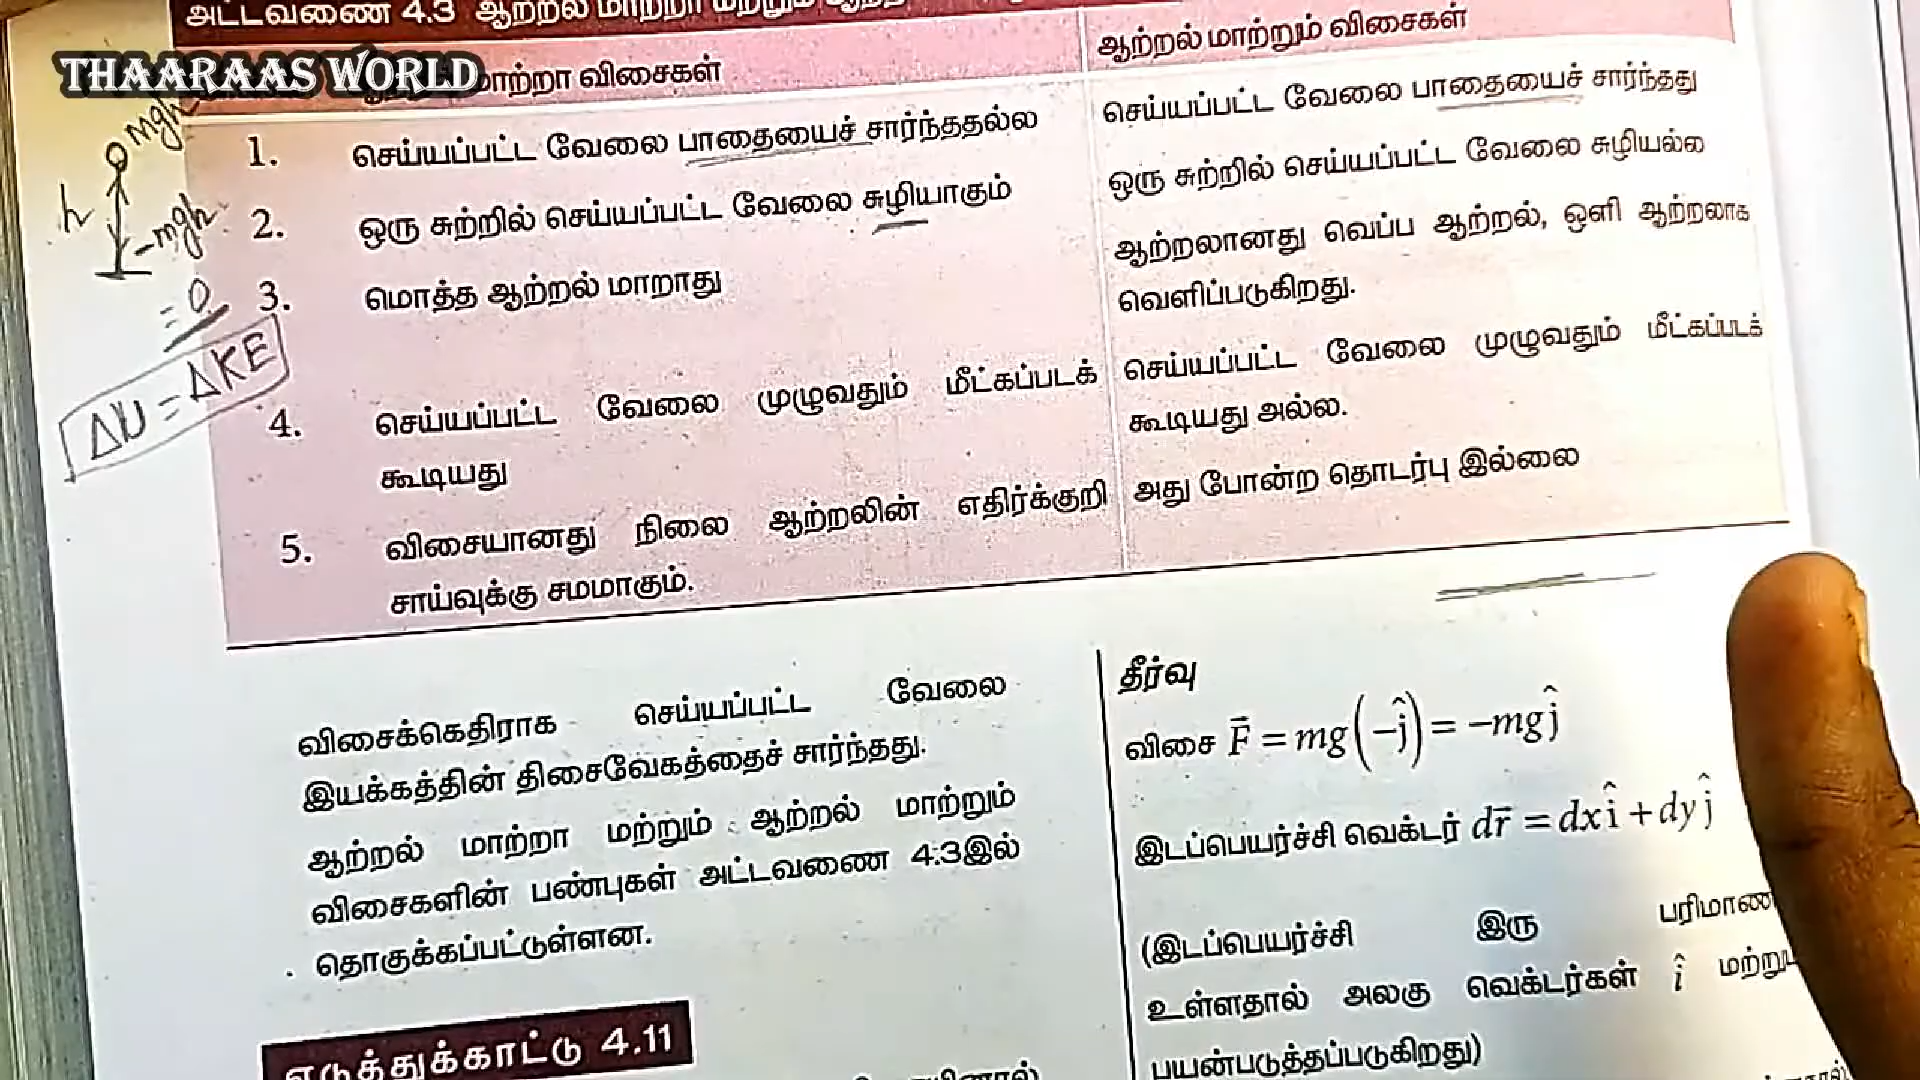 அட்டவணை 4.3 ஆற்றல் மாற்றா மற்றும்
THAARAAS WORLD
மாற்றா விசைகள்
ஆற்றல் மாற்றும் விசைகள்
1. செய்யப்பட்ட வேலை பாதையைச் சார்ந்ததல்ல
செய்யப்பட்ட வேலை பாதையைச் சார்ந்தது
2. ஒரு சுற்றில் செய்யப்பட்ட வேலை சுழியாகும்
ஒரு சுற்றில் செய்யப்பட்ட வேலை சுழியல்ல
3. மொத்த ஆற்றல் மாறாது
ஆற்றலானது வெப்ப ஆற்றல், ஒளி ஆற்றலாக
வெளிப்படுகிறது.
4. செய்யப்பட்ட வேலை முழுவதும் மீட்கப்படக்
கூடியது
செய்யப்பட்ட வேலை முழுவதும் மீட்கப்படக்
கூடியது அல்ல.
5. விசையானது நிலை ஆற்றலின் எதிர்க்குறி
சாய்வுக்கு சமமாகும்.
அது போன்ற தொடர்பு இல்லை
mgh
h
-mgh
= 0
ΔU = ΔKE
விசைக்கெதிராக செய்யப்பட்ட வேலை
இயக்கத்தின் திசைவேகத்தைச் சார்ந்தது.
ஆற்றல் மாற்றா மற்றும் ஆற்றல் மாற்றும்
விசைகளின் பண்புகள் அட்டவணை 4.3இல்
தொகுக்கப்பட்டுள்ளன.
எடுத்துக்காட்டு 4.11
தீர்வு
விசை F⃗ = mg(−ĵ) = −mgĵ
இடப்பெயர்ச்சி வெக்டர் dr⃗ = dxî + dyĵ
(இடப்பெயர்ச்சி இரு பரிமாண
உள்ளதால் அலகு வெக்டர்கள் î மற்றும்
பயன்படுத்தப்படுகிறது)